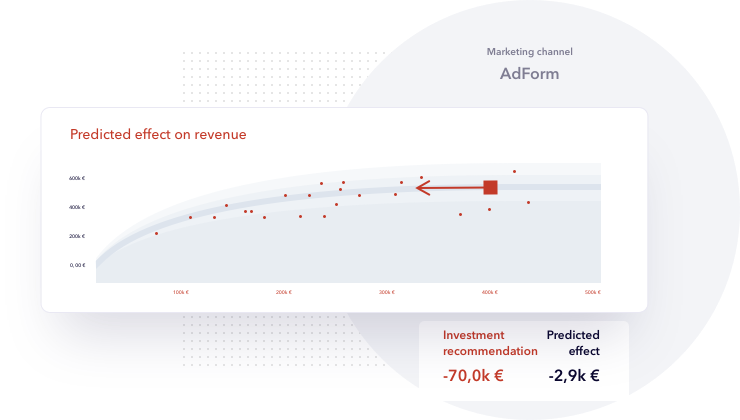 Marketing channel
AdForm
Predicted effect on revenue
600k €
400k €
200k €
0,00 €
100k € 200k € 300k € 400k € 500k €
Investment recommendation
-70,0k €
Predicted effect
-2,9k €